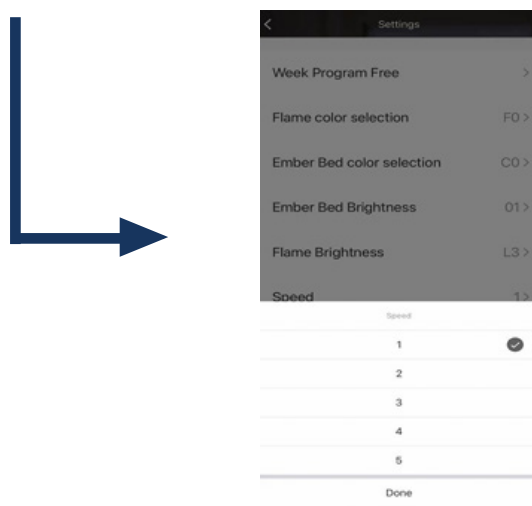 Settings
Week Program Free
Flame color selection F0 >
Ember Bed color selection C0 >
Ember Bed Brightness 01 >
Flame Brightness L3 >
Speed 1 >
Speed
1
2
3
4
5
Done